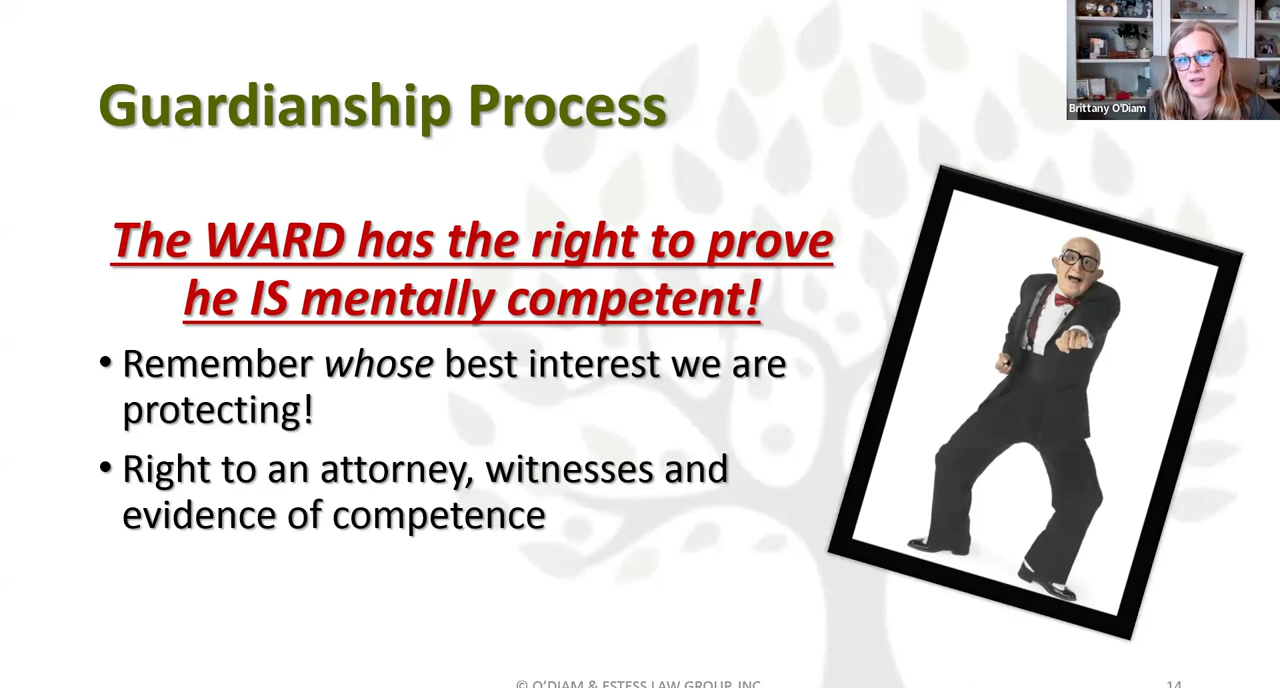 Brittany O'Diam
Guardianship Process
The WARD has the right to prove
he IS mentally competent!
• Remember whose best interest we are
protecting!
• Right to an attorney, witnesses and
evidence of competence
© O'DIAM & ESTESS LAW GROUP, INC.
14